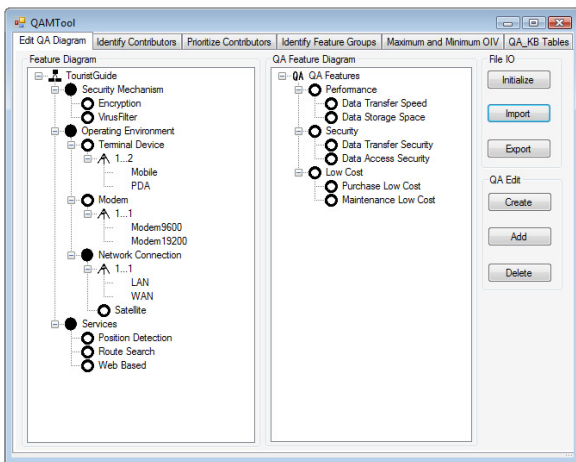 QAMTool
Edit QA Diagram Identify Contributors Prioritize Contributors Identify Feature Groups Maximum and Minimum OIV QA_KB Tables
Feature Diagram
TouristGuide
Security Mechanism
Encryption
VirusFilter
Operating Environment
Terminal Device
1...2
Mobile
PDA
Modem
1...1
Modem9600
Modem19200
Network Connection
1...1
LAN
WAN
Satellite
Services
Position Detection
Route Search
Web Based
QA Feature Diagram
QA QA Features
Performance
Data Transfer Speed
Data Storage Space
Security
Data Transfer Security
Data Access Security
Low Cost
Purchase Low Cost
Maintenance Low Cost
File IO
Initialize
Import
Export
QA Edit
Create
Add
Delete